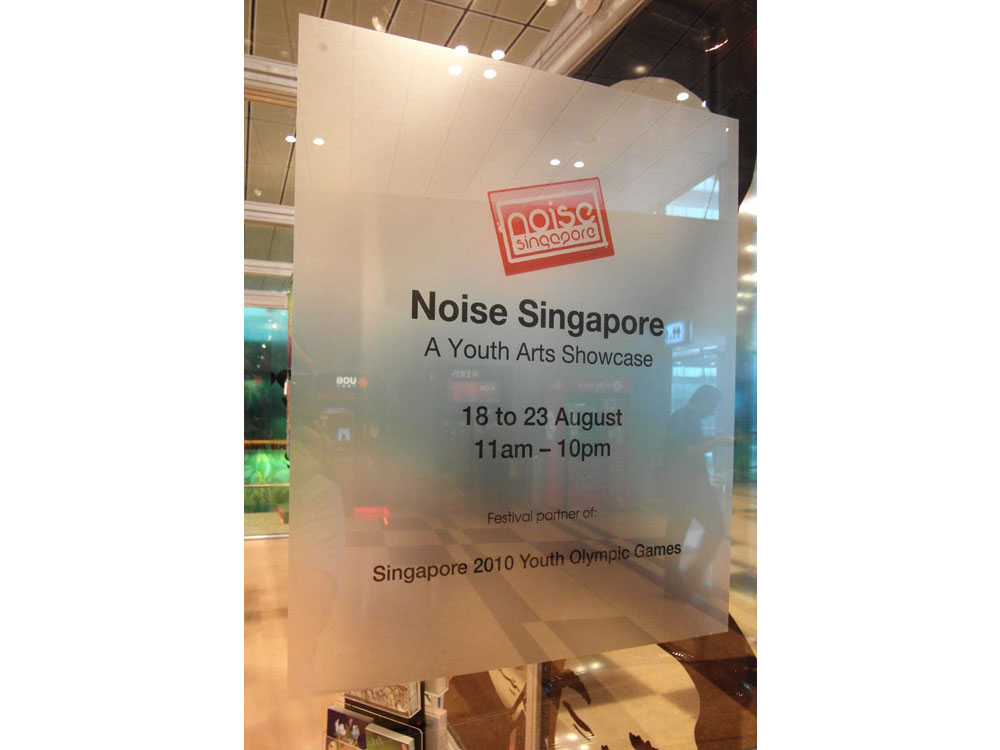 noise
singapore
Noise Singapore
A Youth Arts Showcase
18 to 23 August
11am – 10pm
Festival partner of:
Singapore 2010 Youth Olympic Games